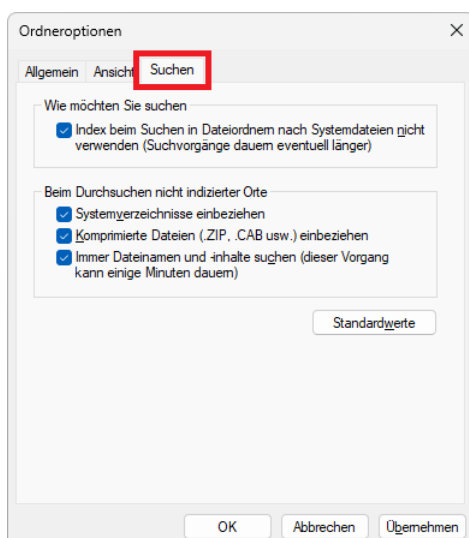 Ordneroptionen
Allgemein Ansicht Suchen
Wie möchten Sie suchen
Index beim Suchen in Dateiordnern nach Systemdateien nicht
verwenden (Suchvorgänge dauern eventuell länger)
Beim Durchsuchen nicht indizierter Orte
Systemverzeichnisse einbeziehen
Komprimierte Dateien (.ZIP, .CAB usw.) einbeziehen
Immer Dateinamen und -inhalte suchen (dieser Vorgang
kann einige Minuten dauern)
Standardwerte
OK Abbrechen Übernehmen